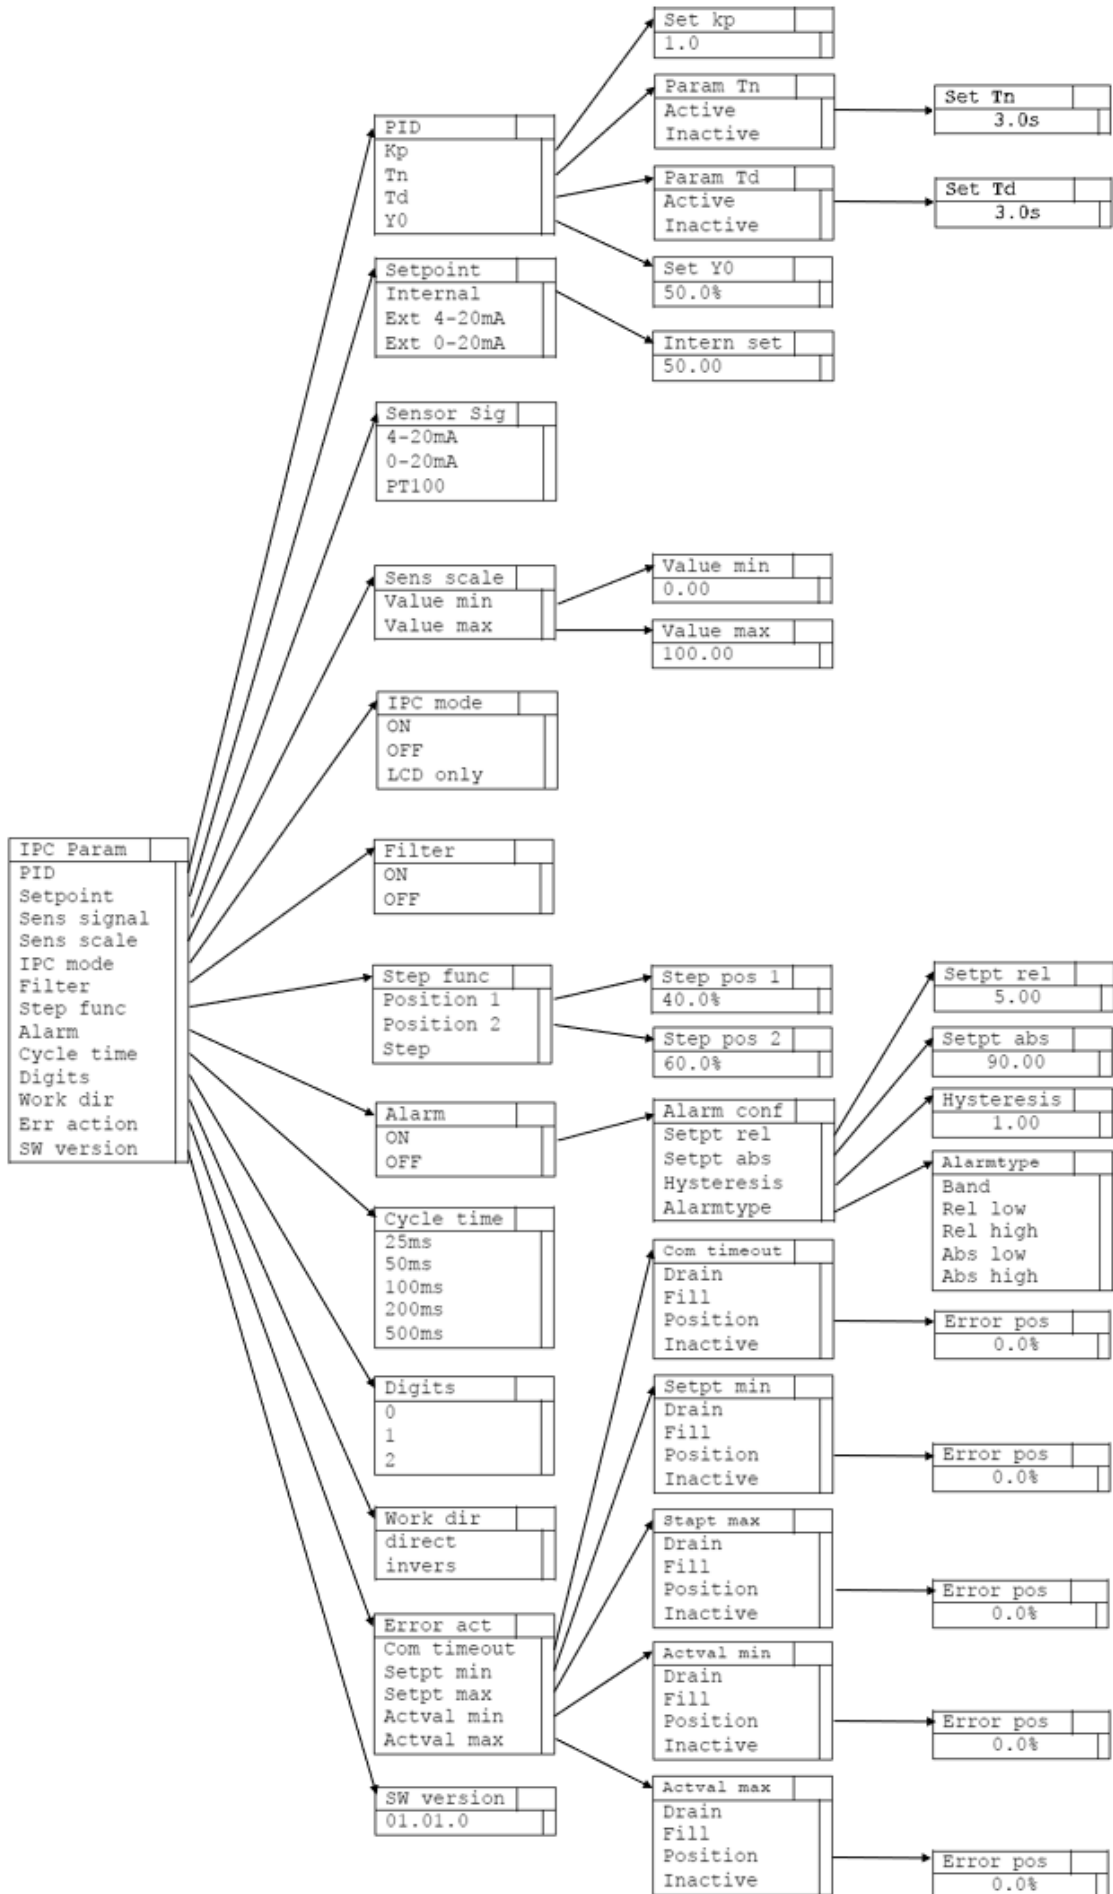 IPC Param
PID
Setpoint
Sens signal
Sens scale
IPC mode
Filter
Step func
Alarm
Cycle time
Digits
Work dir
Err action
SW version
PID
Kp
Tn
Td
Y0
Setpoint
Internal
Ext 4-20mA
Ext 0-20mA
Sensor Sig
4-20mA
0-20mA
PT100
Sens scale
Value min
Value max
IPC mode
ON
OFF
LCD only
Filter
ON
OFF
Step func
Position 1
Position 2
Step
Alarm
ON
OFF
Cycle time
25ms
50ms
100ms
200ms
500ms
Digits
0
1
2
Work dir
direct
invers
Error act
Com timeout
Setpt min
Setpt max
Actval min
Actval max
SW version
01.01.0
Set kp
1.0
Param Tn
Active
Inactive
Param Td
Active
Inactive
Set Y0
50.0%
Intern set
50.00
Value min
0.00
Value max
100.00
Step pos 1
40.0%
Step pos 2
60.0%
Alarm conf
Setpt rel
Setpt abs
Hysteresis
Alarmtype
Com timeout
Drain
Fill
Position
Inactive
Setpt min
Drain
Fill
Position
Inactive
Stapt max
Drain
Fill
Position
Inactive
Actval min
Drain
Fill
Position
Inactive
Actval max
Drain
Fill
Position
Inactive
Set Tn
3.0s
Set Td
3.0s
Setpt rel
5.00
Setpt abs
90.00
Hysteresis
1.00
Alarmtype
Band
Rel low
Rel high
Abs low
Abs high
Error pos
0.0%
Error pos
0.0%
Error pos
0.0%
Error pos
0.0%
Error pos
0.0%